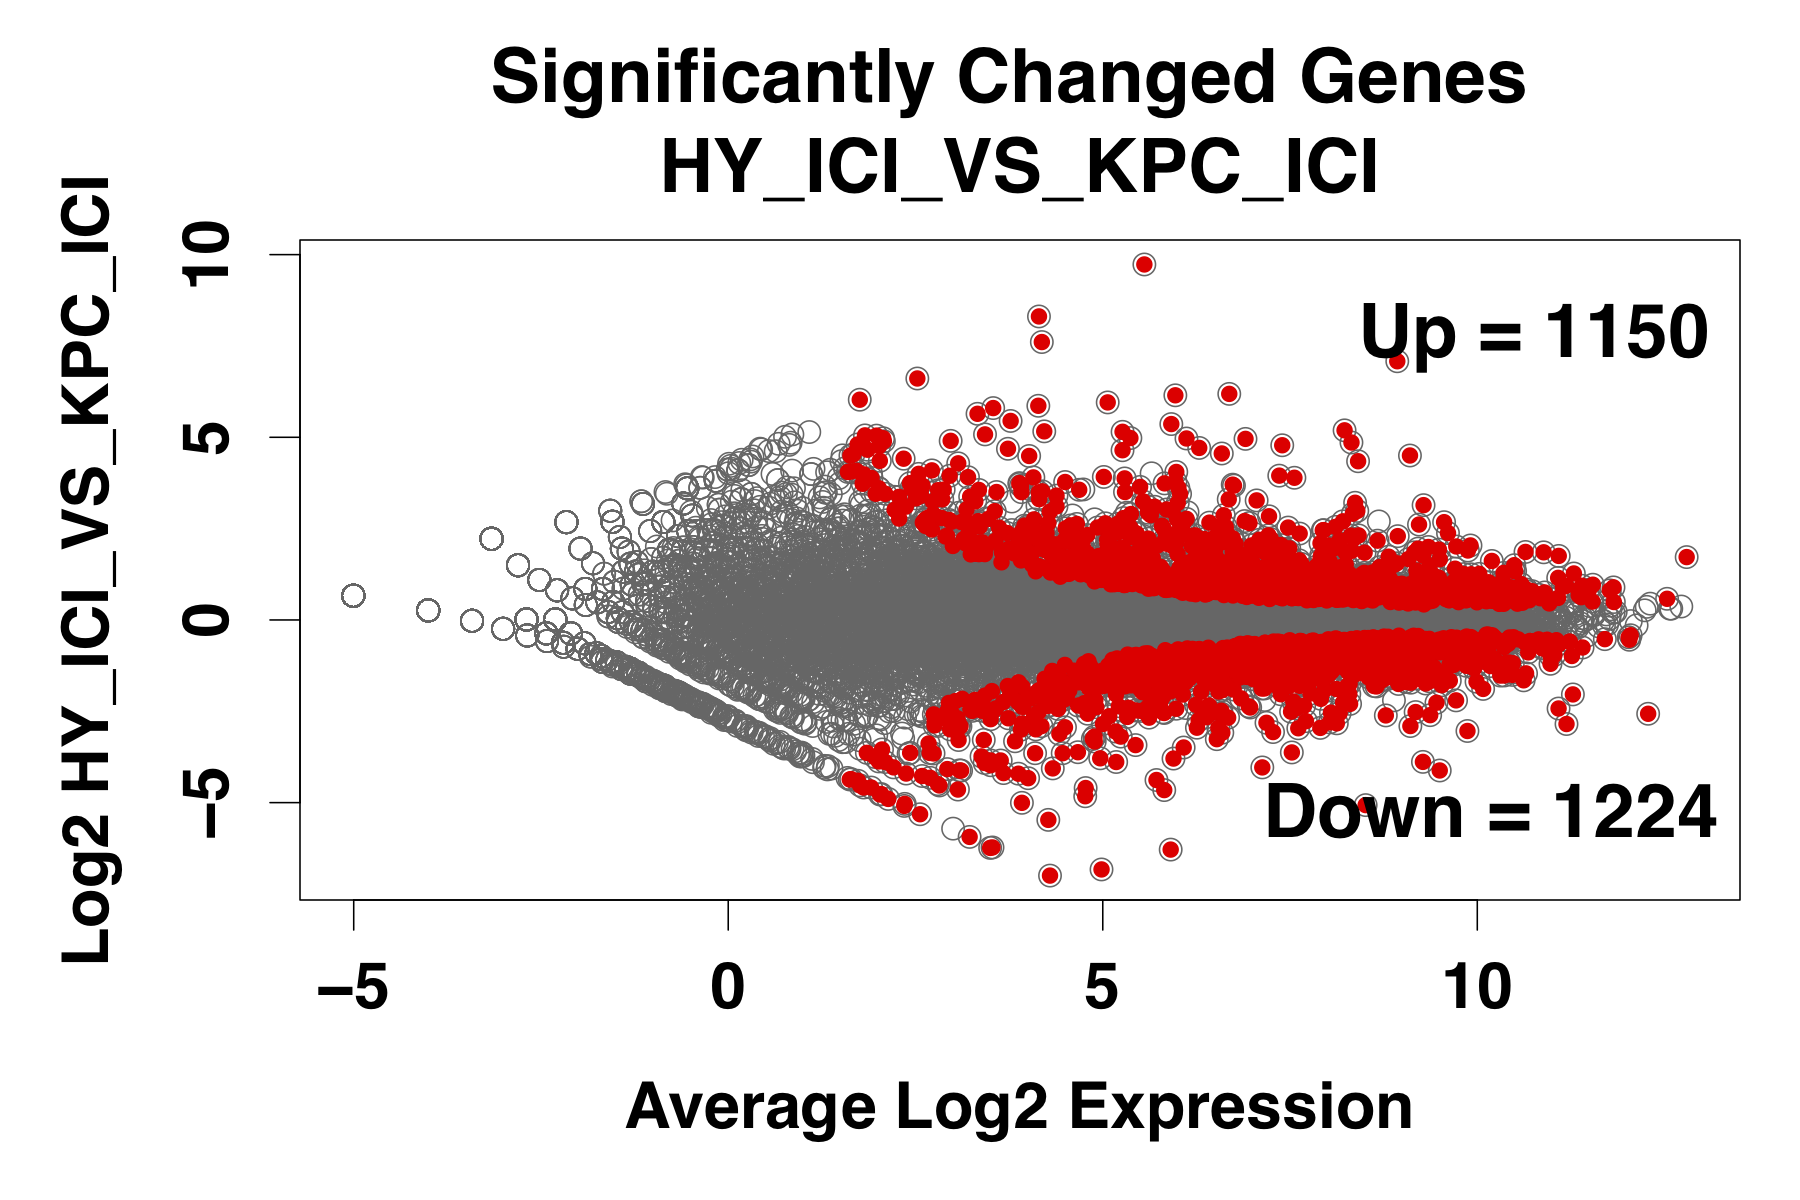 Significantly Changed Genes
HY_ICI_VS_KPC_ICI
Log2 HY_ICI_VS_KPC_ICI
10
5
0
−5
Up = 1150
Down = 1224
−5 0 5 10
Average Log2 Expression